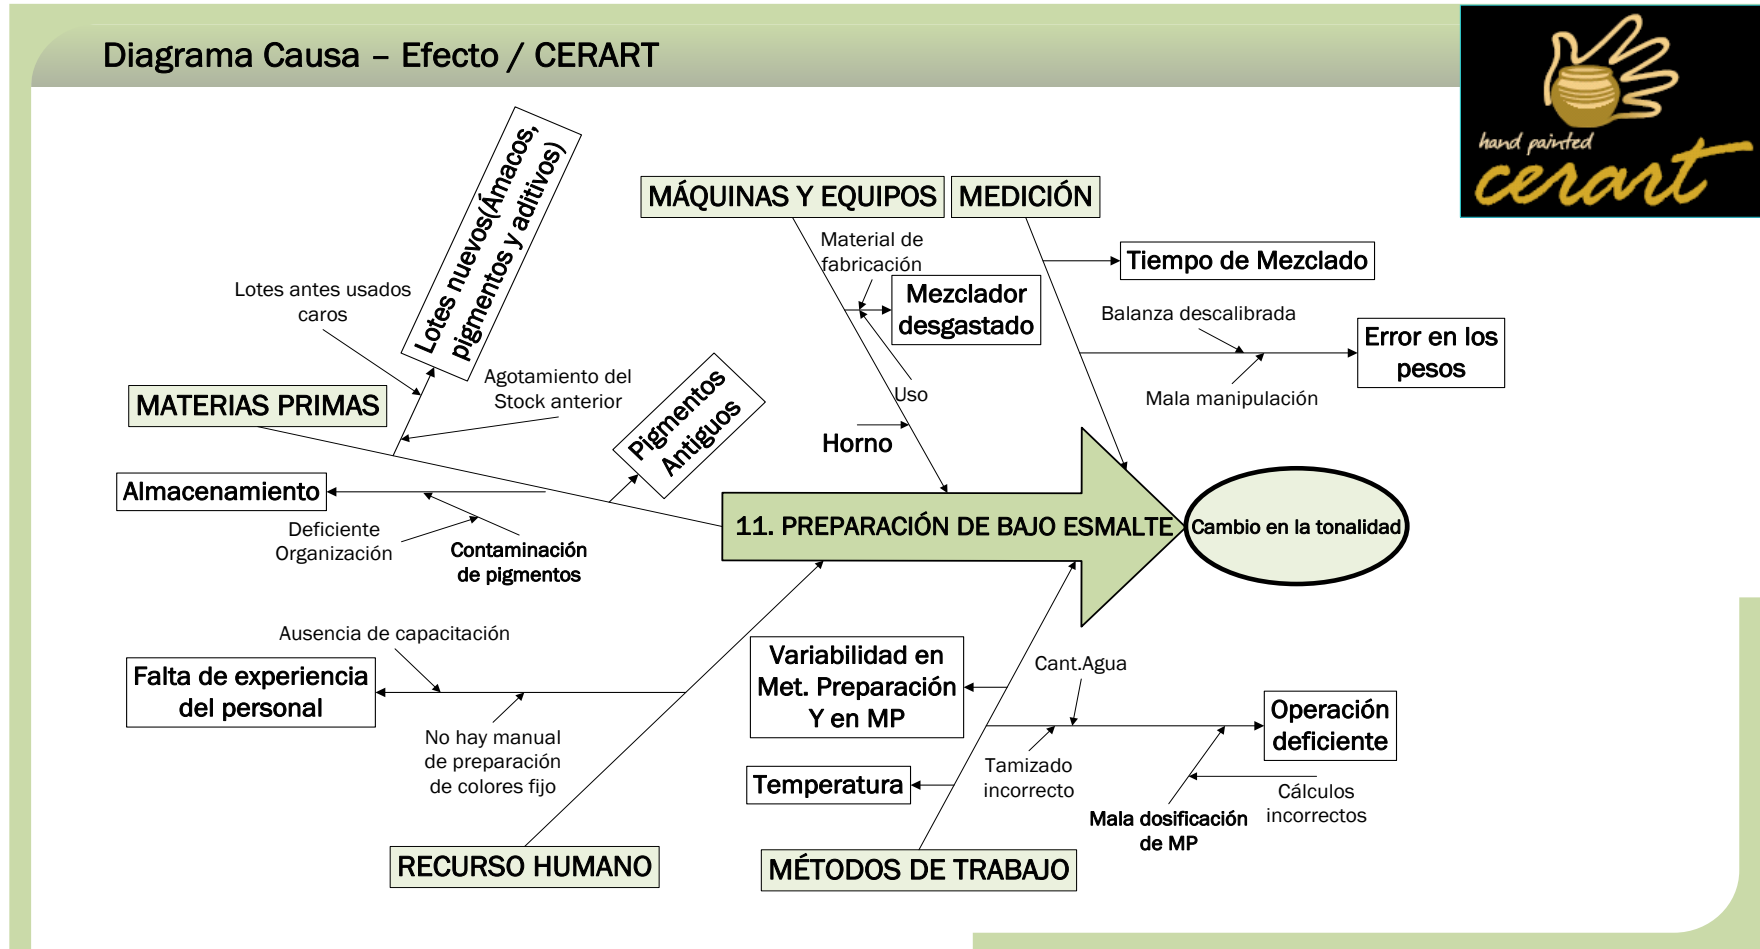 Diagrama Causa – Efecto / CERART
hand painted
cerart
Lotes nuevos(Ámacos,
pigmentos y aditivos)
MÁQUINAS Y EQUIPOS
MEDICIÓN
Material de
fabricación
Tiempo de Mezclado
Lotes antes usados
caros
Mezclador
desgastado
Balanza descalibrada
Error en los
pesos
Agotamiento del
Stock anterior
Uso
Mala manipulación
MATERIAS PRIMAS
Pigmentos
Antiguos
Horno
Almacenamiento
Deficiente
Organización
Contaminación
de pigmentos
11. PREPARACIÓN DE BAJO ESMALTE
Cambio en la tonalidad
Ausencia de capacitación
Falta de experiencia
del personal
No hay manual
de preparación
de colores fijo
Variabilidad en
Met. Preparación
Y en MP
Cant.Agua
Operación
deficiente
Temperatura
Tamizado
incorrecto
Cálculos
incorrectos
Mala dosificación
de MP
RECURSO HUMANO
MÉTODOS DE TRABAJO